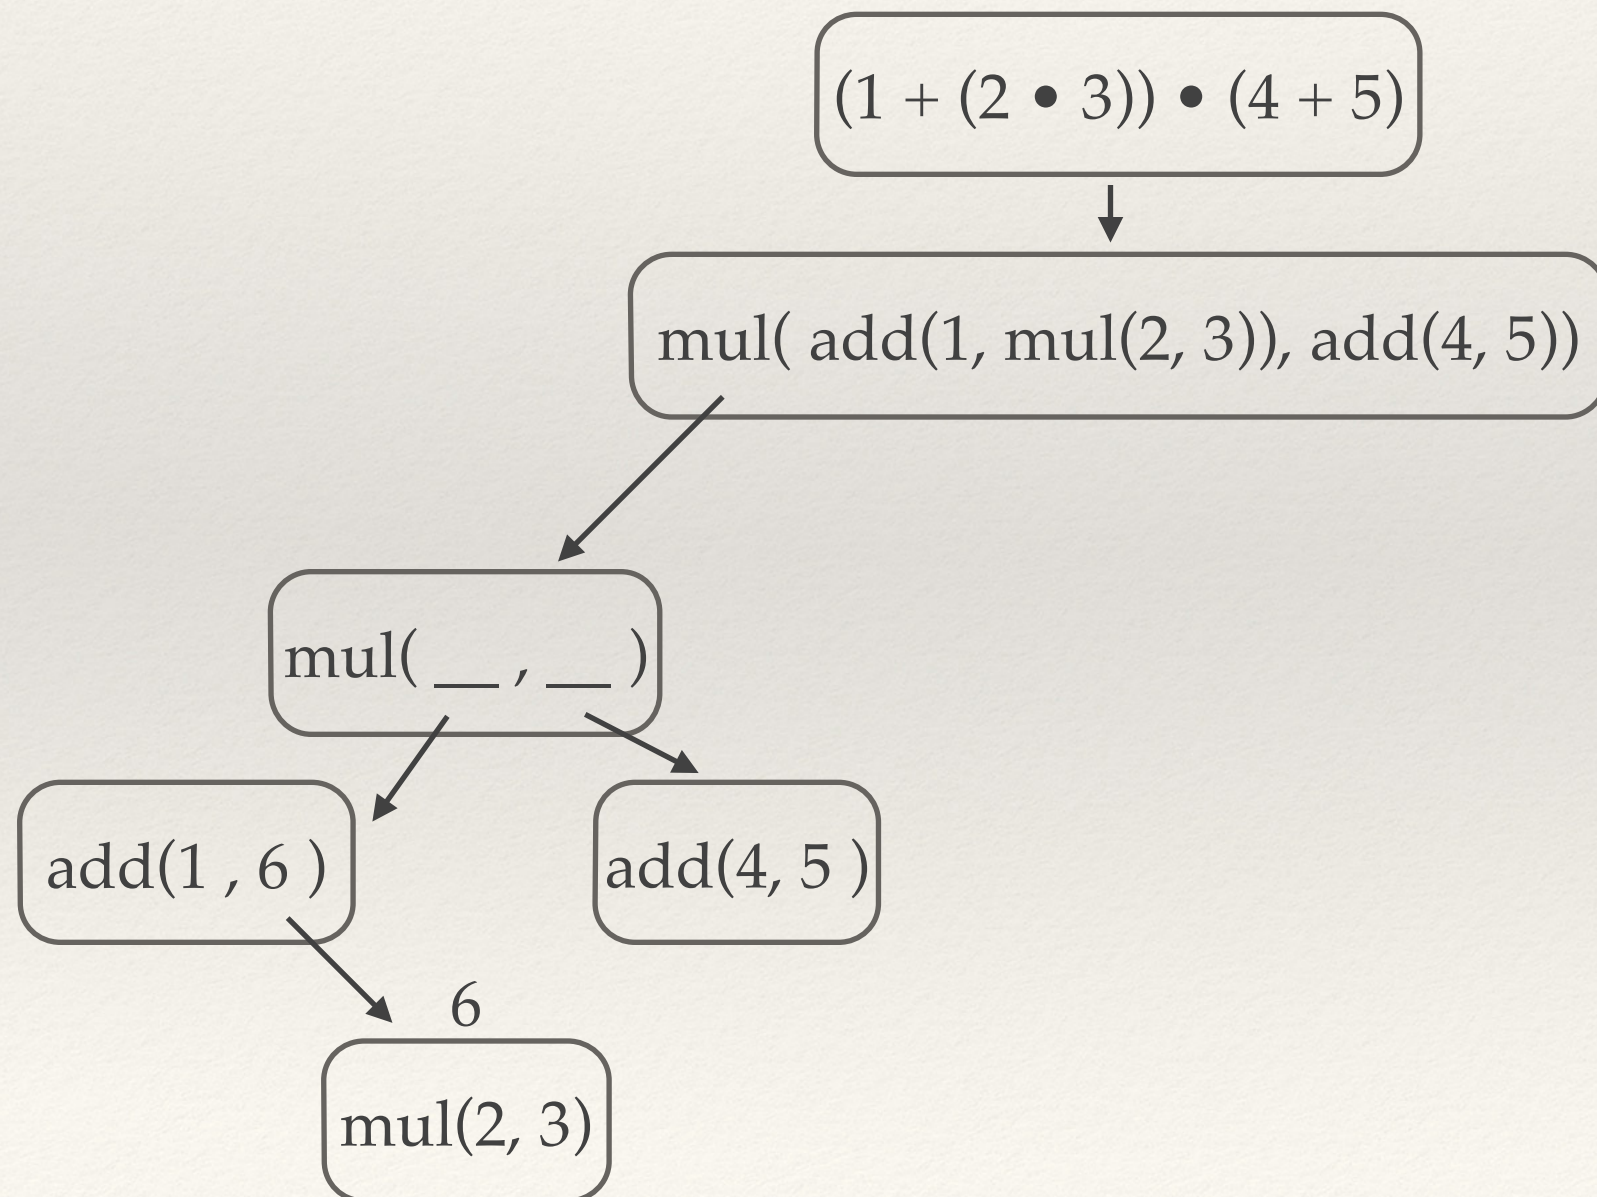 (1 + (2 • 3)) • (4 + 5)
mul( add(1, mul(2, 3)), add(4, 5))
mul( __ , __ )
add(1 , 6 )
add(4, 5 )
6
mul(2, 3)